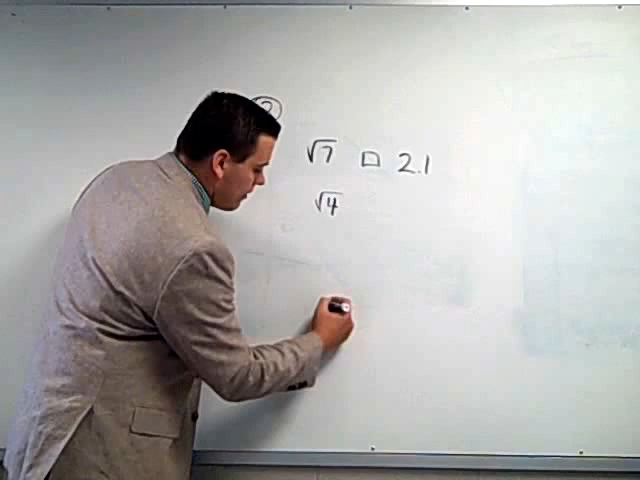 ②
√7 □ 2.1
√4